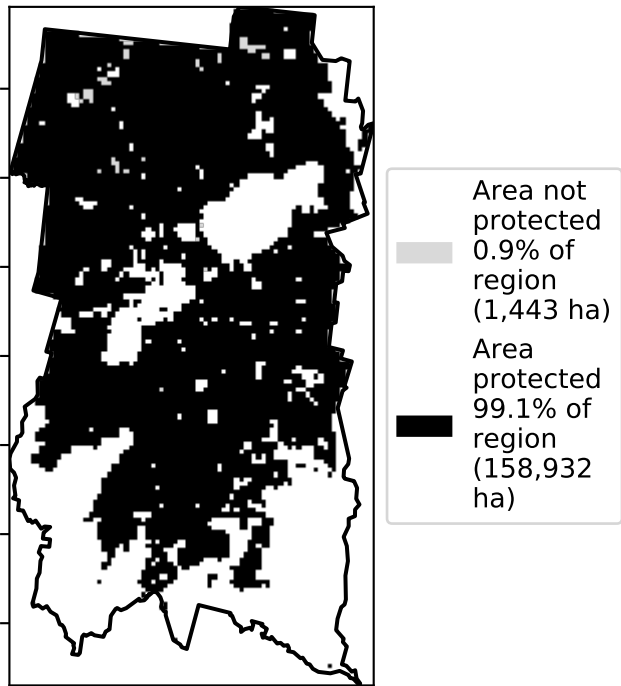 Area not
protected
0.9% of
region
(1,443 ha)
Area
protected
99.1% of
region
(158,932
ha)